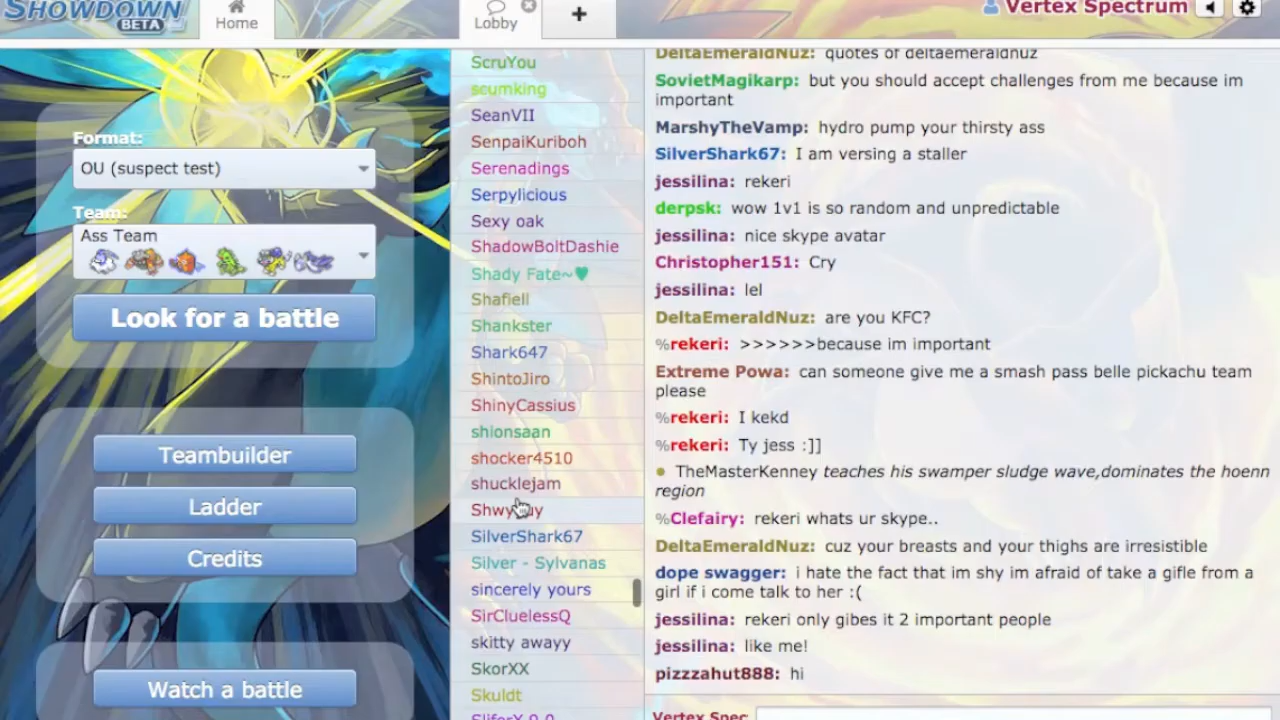 SHOWDOWN
BETA
Home
Lobby
+
Vertex Spectrum
Format:
OU (suspect test)
Team:
Ass Team
Look for a battle
Teambuilder
Ladder
Credits
Watch a battle
ScruYou
scumking
SeanVII
SenpaiKuriboh
Serenadings
Serpylicious
Sexy oak
ShadowBoltDashie
Shady Fate~♥
Shafiell
Shankster
Shark647
ShintoJiro
ShinyCassius
shionsaan
shocker4510
shucklejam
SilverShark67
Silver - Sylvanas
sincerely yours
SirCluelessQ
skitty awayy
SkorXX
Skuldt
DeltaEmeraldNuz: quotes of deltaemeraldnuz
SovietMagikarp: but you should accept challenges from me because im
important
MarshyTheVamp: hydro pump your thirsty ass
SilverShark67: I am versing a staller
jessilina: rekeri
derpsk: wow 1v1 is so random and unpredictable
jessilina: nice skype avatar
Christopher151: Cry
jessilina: lel
DeltaEmeraldNuz: are you KFC?
%rekeri: >>>>>>because im important
Extreme Powa: can someone give me a smash pass belle pickachu team
please
%rekeri: I kekd
%rekeri: Ty jess :]]
• TheMasterKenney teaches his swamper sludge wave,dominates the hoenn
region
%Clefairy: rekeri whats ur skype..
DeltaEmeraldNuz: cuz your breasts and your thighs are irresistible
dope swagger: i hate the fact that im shy im afraid of take a gifle from a
girl if i come talk to her :(
jessilina: rekeri only gibes it 2 important people
jessilina: like me!
pizzzahut888: hi
Vertex Spec: